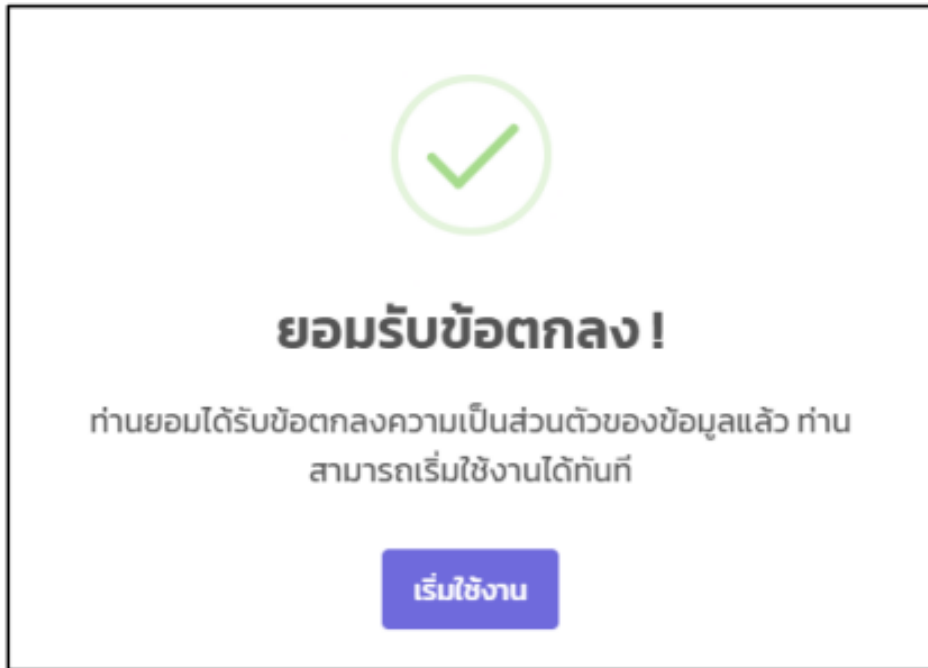 ยอมรับข้อตกลง !
ท่านยอมได้รับข้อตกลงความเป็นส่วนตัวของข้อมูลแล้ว ท่าน
สามารถเริ่มใช้งานได้ทันที
เริ่มใช้งาน